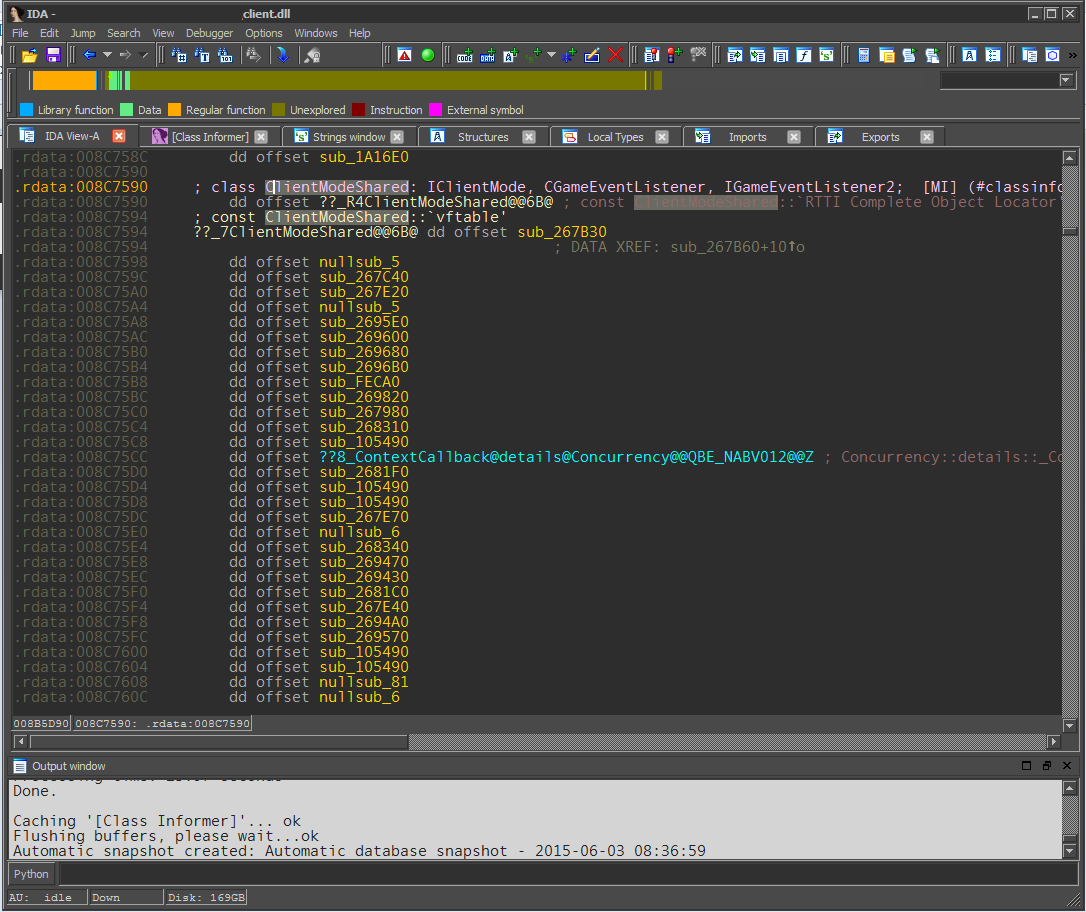 IDA - client.dll
File Edit Jump Search View Debugger Options Windows Help
Library function Data Regular function Unexplored Instruction External symbol
IDA View-A [Class Informer] Strings window Structures Local Types Imports Exports
.rdata:008C758C dd offset sub_1A16E0
.rdata:008C7590
.rdata:008C7590 ; class ClientModeShared: IClientMode, CGameEventListener, IGameEventListener2;  [MI] (#classinfo
.rdata:008C7590 dd offset ??_R4ClientModeShared@@6B@ ; const ClientModeShared::`RTTI Complete Object Locator'
.rdata:008C7594 ; const ClientModeShared::`vftable'
.rdata:008C7594 ??_7ClientModeShared@@6B@ dd offset sub_267B30
.rdata:008C7594 ; DATA XREF: sub_267B60+10↑o
.rdata:008C7598 dd offset nullsub_5
.rdata:008C759C dd offset sub_267C40
.rdata:008C75A0 dd offset sub_267E20
.rdata:008C75A4 dd offset nullsub_5
.rdata:008C75A8 dd offset sub_2695E0
.rdata:008C75AC dd offset sub_269600
.rdata:008C75B0 dd offset sub_269680
.rdata:008C75B4 dd offset sub_2696B0
.rdata:008C75B8 dd offset sub_FECA0
.rdata:008C75BC dd offset sub_269820
.rdata:008C75C0 dd offset sub_267980
.rdata:008C75C4 dd offset sub_268310
.rdata:008C75C8 dd offset sub_105490
.rdata:008C75CC dd offset ??8_ContextCallback@details@Concurrency@@QBE_NABV012@@Z ; Concurrency::details::_Co
.rdata:008C75D0 dd offset sub_2681F0
.rdata:008C75D4 dd offset sub_105490
.rdata:008C75D8 dd offset sub_105490
.rdata:008C75DC dd offset sub_267E70
.rdata:008C75E0 dd offset nullsub_6
.rdata:008C75E4 dd offset sub_268340
.rdata:008C75E8 dd offset sub_269470
.rdata:008C75EC dd offset sub_269430
.rdata:008C75F0 dd offset sub_2681C0
.rdata:008C75F4 dd offset sub_267E40
.rdata:008C75F8 dd offset sub_2694A0
.rdata:008C75FC dd offset sub_269570
.rdata:008C7600 dd offset sub_105490
.rdata:008C7604 dd offset sub_105490
.rdata:008C7608 dd offset nullsub_81
.rdata:008C760C dd offset nullsub_6
008B5D90 008C7590: .rdata:008C7590
Output window
Done.
Caching '[Class Informer]'... ok
Flushing buffers, please wait...ok
Automatic snapshot created: Automatic database snapshot - 2015-06-03 08:36:59
Python
AU: idle Down Disk: 169GB